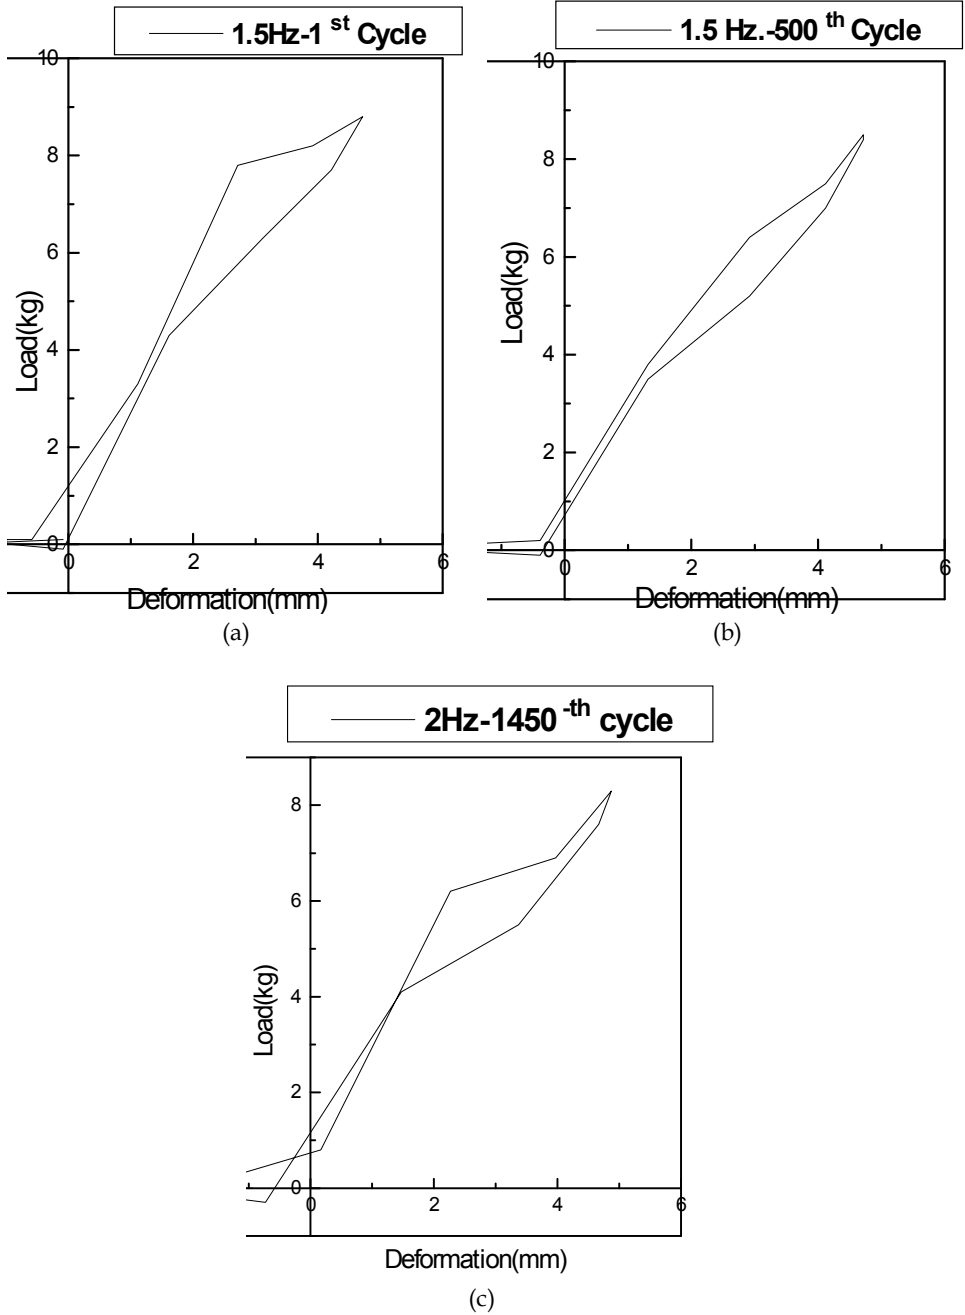 1.5Hz-1 st Cycle
10
8
6
4
2
0
0 2 4 6
Load(kg)
Deformation(mm)
(a)
1.5 Hz.-500 th Cycle
10
8
6
4
2
0
0 2 4 6
Load(kg)
Deformation(mm)
(b)
2Hz-1450 -th cycle
8
6
4
2
0
0 2 4 6
Load(kg)
Deformation(mm)
(c)